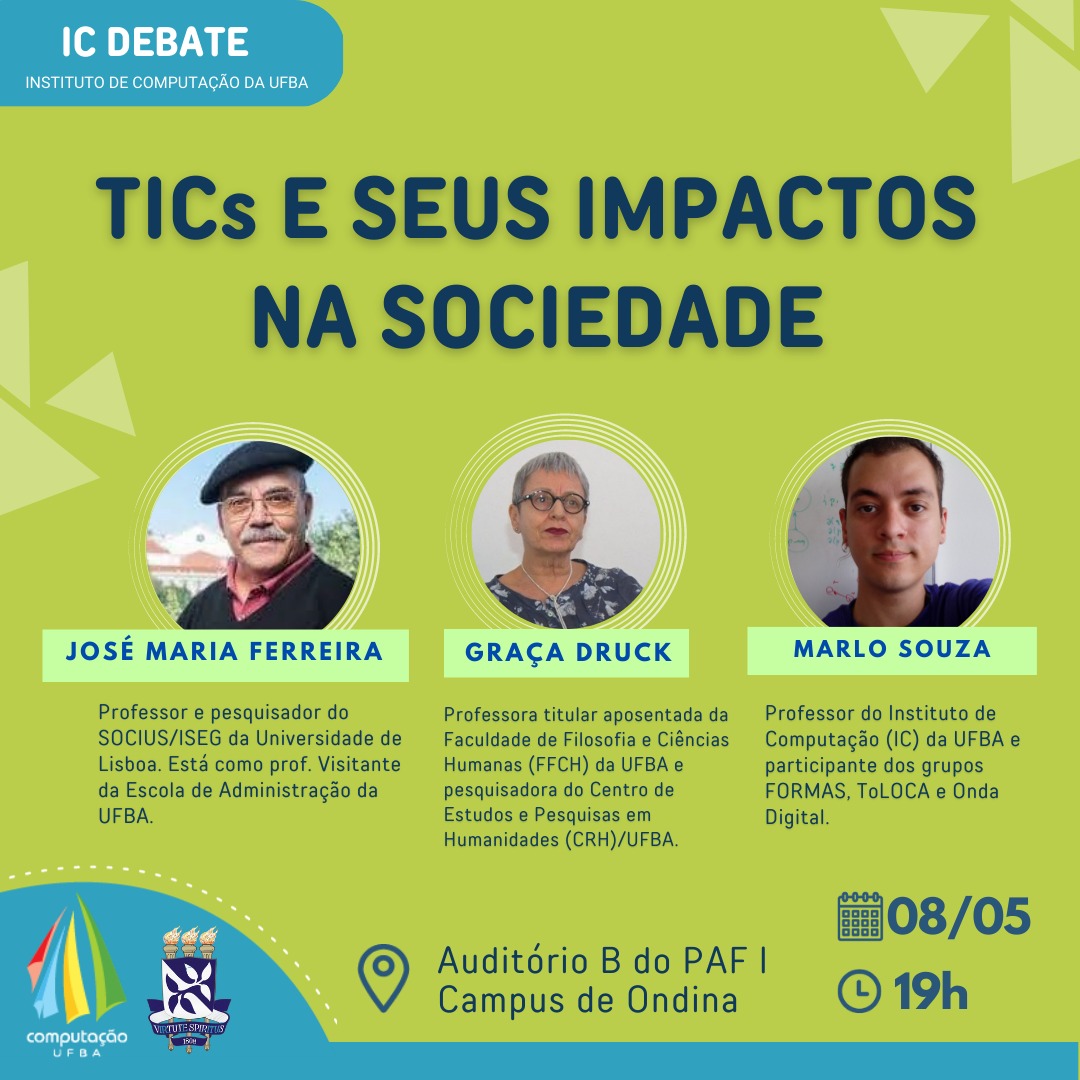 IC DEBATE
INSTITUTO DE COMPUTAÇÃO DA UFBA
TICs E SEUS IMPACTOS
NA SOCIEDADE
JOSÉ MARIA FERREIRA
Professor e pesquisador do
SOCIUS/ISEG da Universidade de
Lisboa. Está como prof. Visitante
da Escola de Administração da
UFBA.
GRAÇA DRUCK
Professora titular aposentada da
Faculdade de Filosofia e Ciências
Humanas (FFCH) da UFBA e
pesquisadora do Centro de
Estudos e Pesquisas em
Humanidades (CRH)/UFBA.
MARLO SOUZA
Professor do Instituto de
Computação (IC) da UFBA e
participante dos grupos
FORMAS, ToLOCA e Onda
Digital.
computação
UFBA
VIRTUTE SPIRITUS
1808
Auditório B do PAF I
Campus de Ondina
08/05
19h